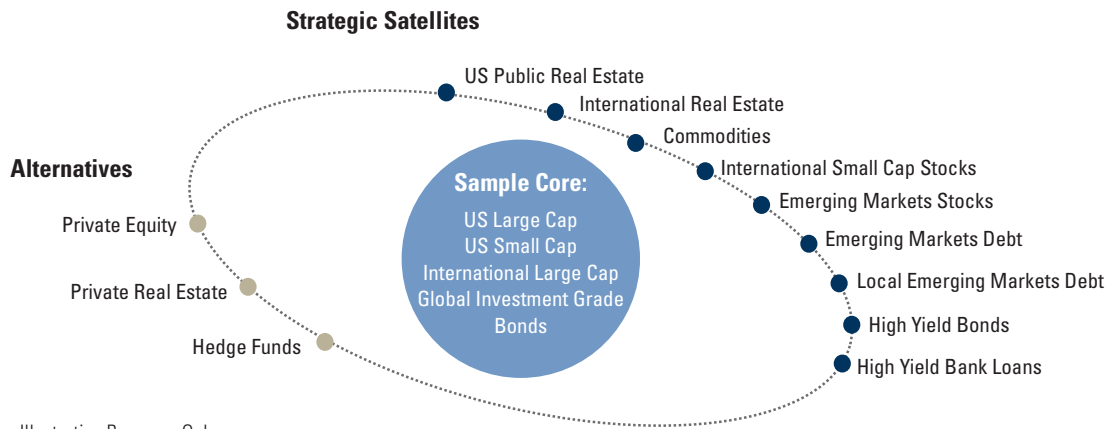 Strategic Satellites
US Public Real Estate
International Real Estate
Commodities
International Small Cap Stocks
Emerging Markets Stocks
Emerging Markets Debt
Local Emerging Markets Debt
High Yield Bonds
High Yield Bank Loans
Alternatives
Private Equity
Private Real Estate
Hedge Funds
Sample Core:
US Large Cap
US Small Cap
International Large Cap
Global Investment Grade
Bonds